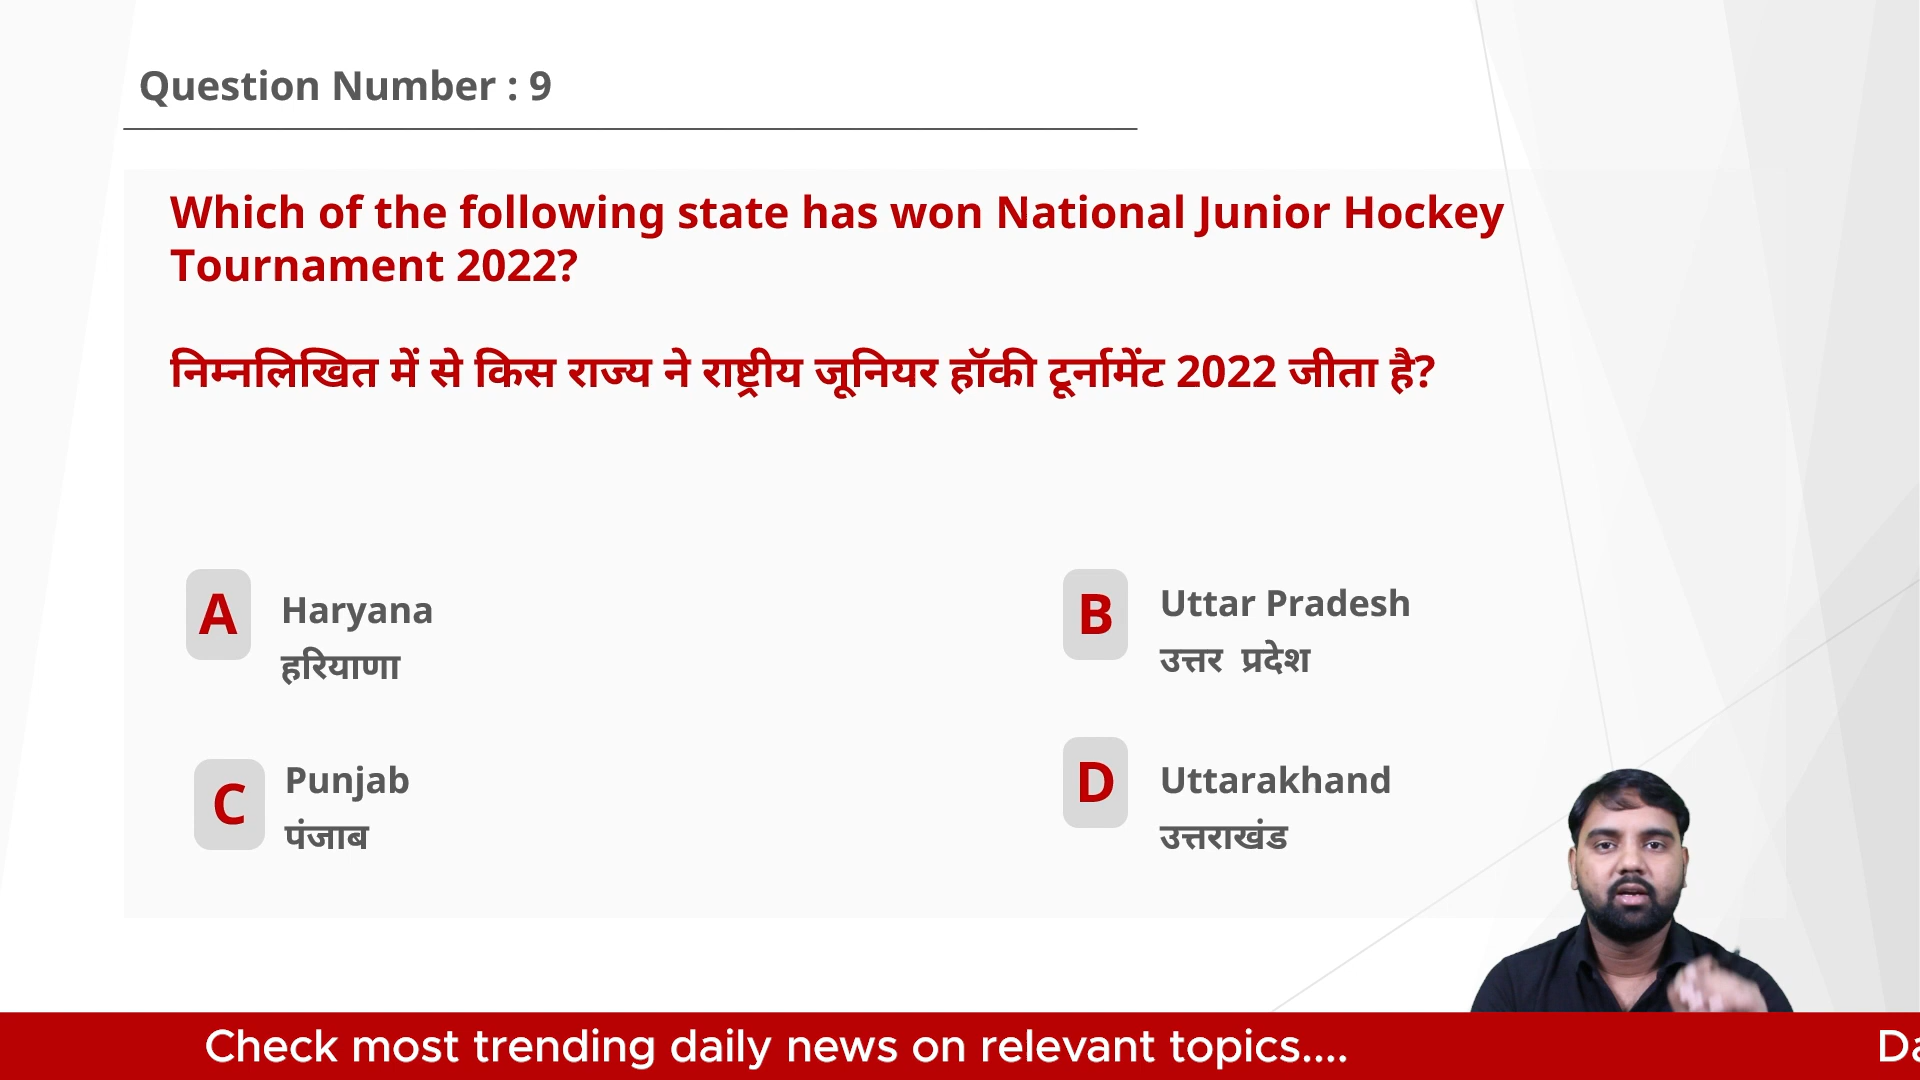 Question Number : 9
Which of the following state has won National Junior Hockey
Tournament 2022?
निम्नलिखित में से किस राज्य ने राष्ट्रीय जूनियर हॉकी टूर्नामेंट 2022 जीता है?
A
Haryana
हरियाणा
B
Uttar Pradesh
उत्तर प्रदेश
C
Punjab
पंजाब
D
Uttarakhand
उत्तराखंड
Check most trending daily news on relevant topics....